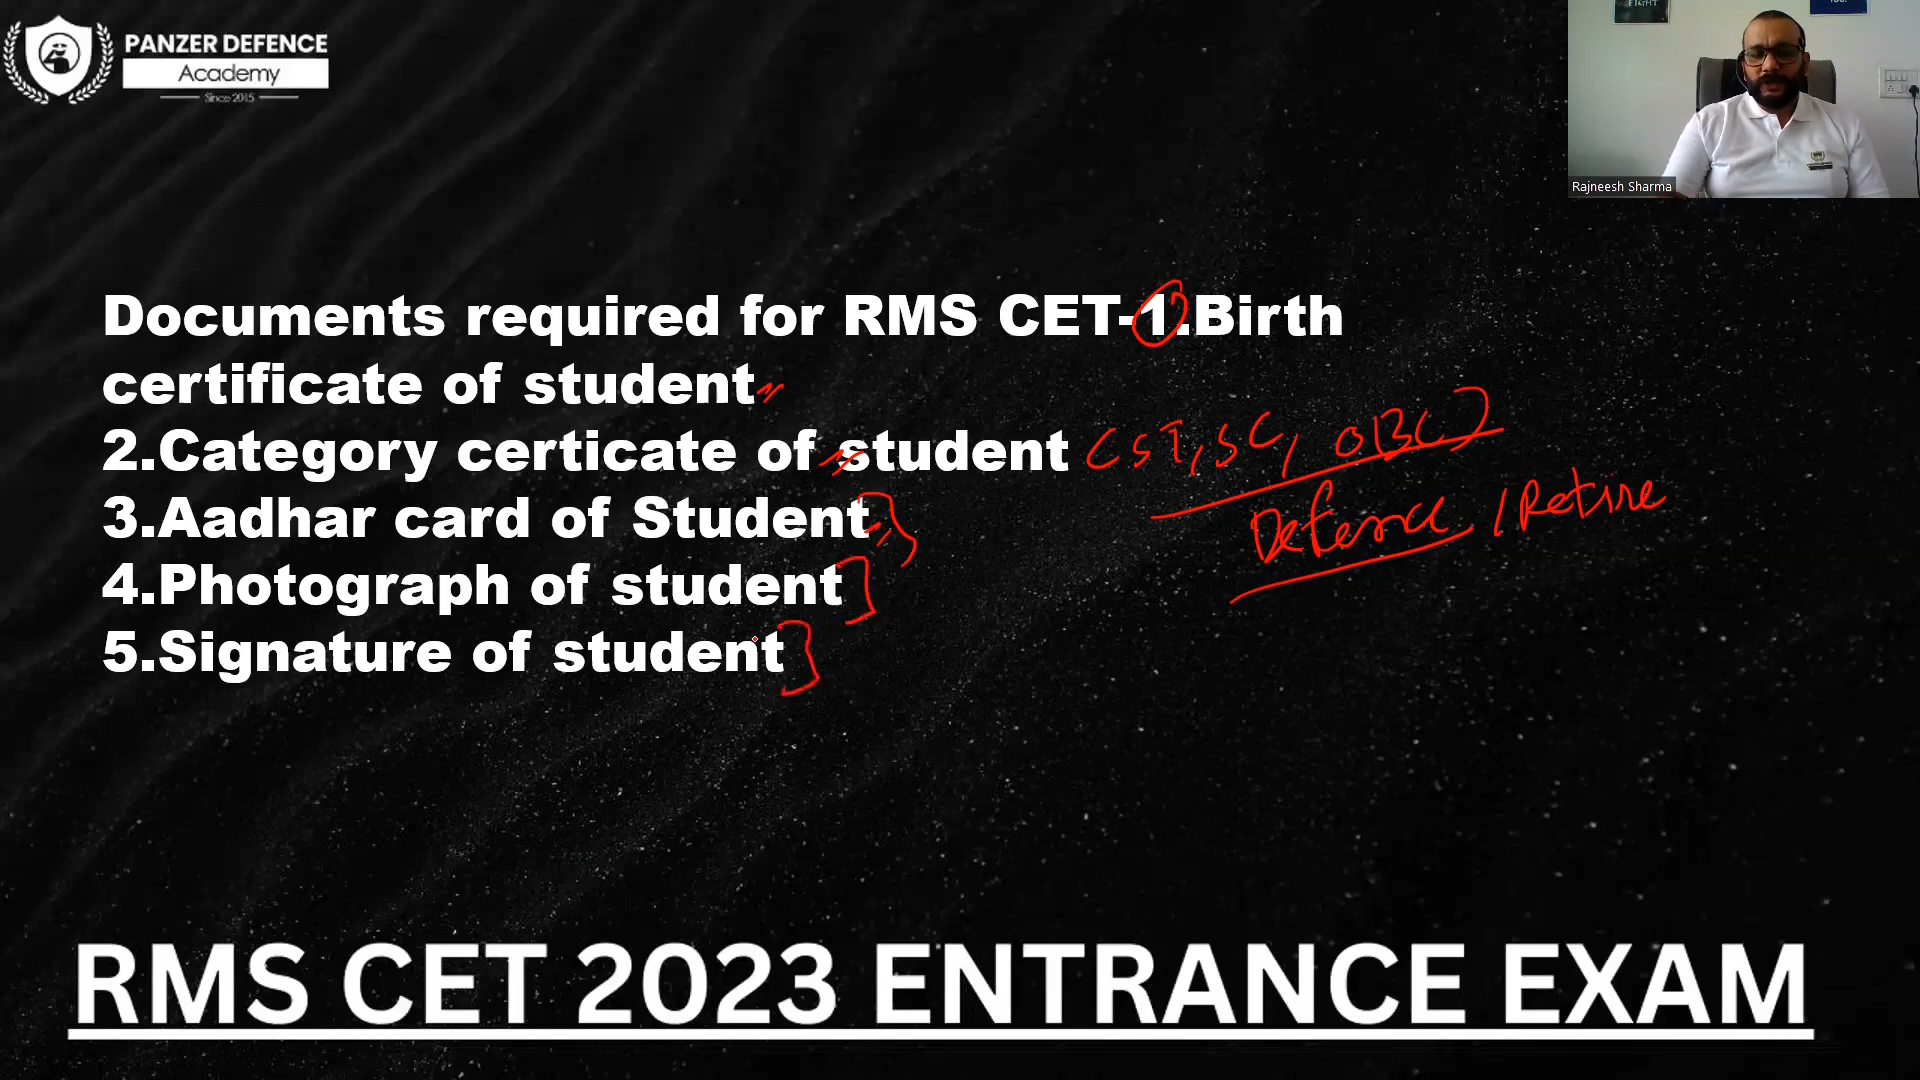 PANZER DEFENCE
Academy
Since 2015
FIGHT
YOU!
Rajneesh Sharma
Documents required for RMS CET-1.Birth
certificate of student
2.Category certicate of student (ST, SC, OBC)
Defence / Retire
3.Aadhar card of Student
4.Photograph of student
5.Signature of student
RMS CET 2023 ENTRANCE EXAM